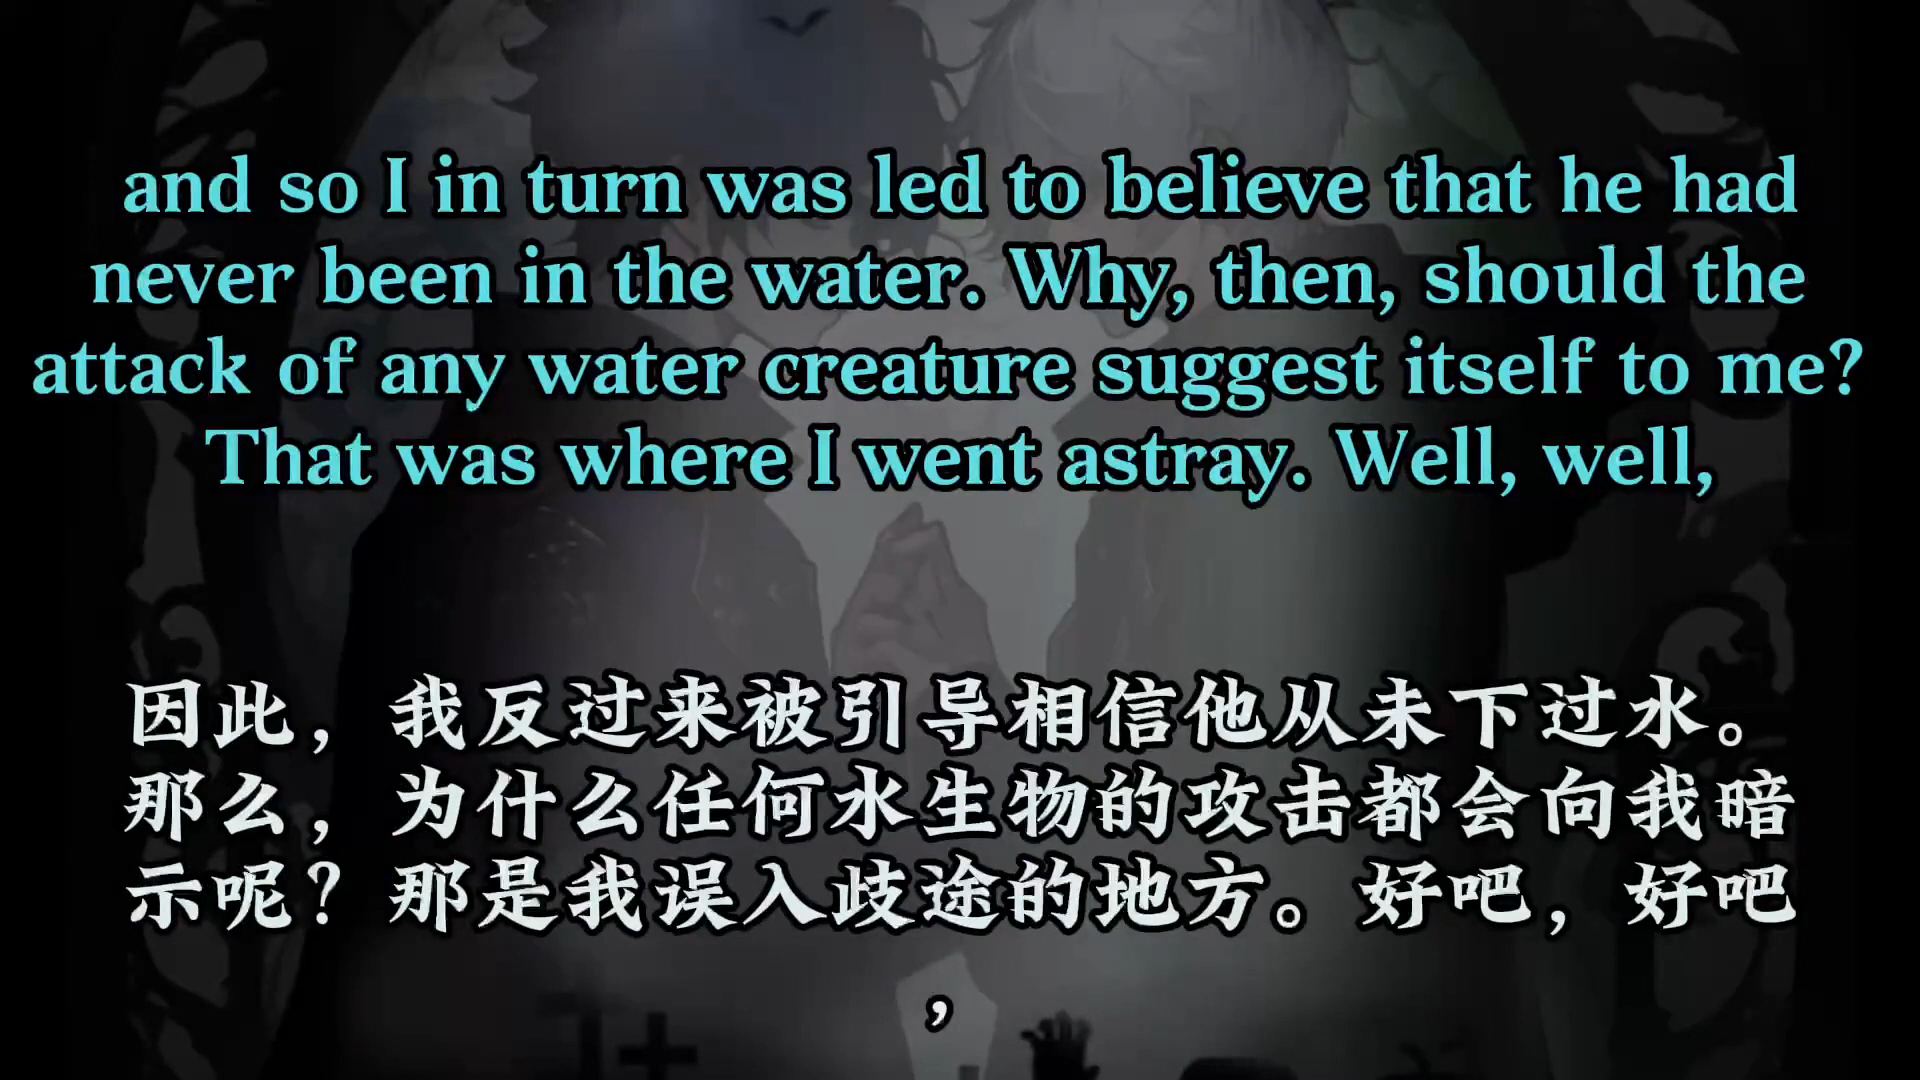 and so I in turn was led to believe that he had
never been in the water. Why, then, should the
attack of any water creature suggest itself to me?
That was where I went astray. Well, well,
因此，我反过来被引导相信他从未下过水。
那么，为什么任何水生物的攻击都会向我暗
示呢？那是我误入歧途的地方。好吧，好吧
，